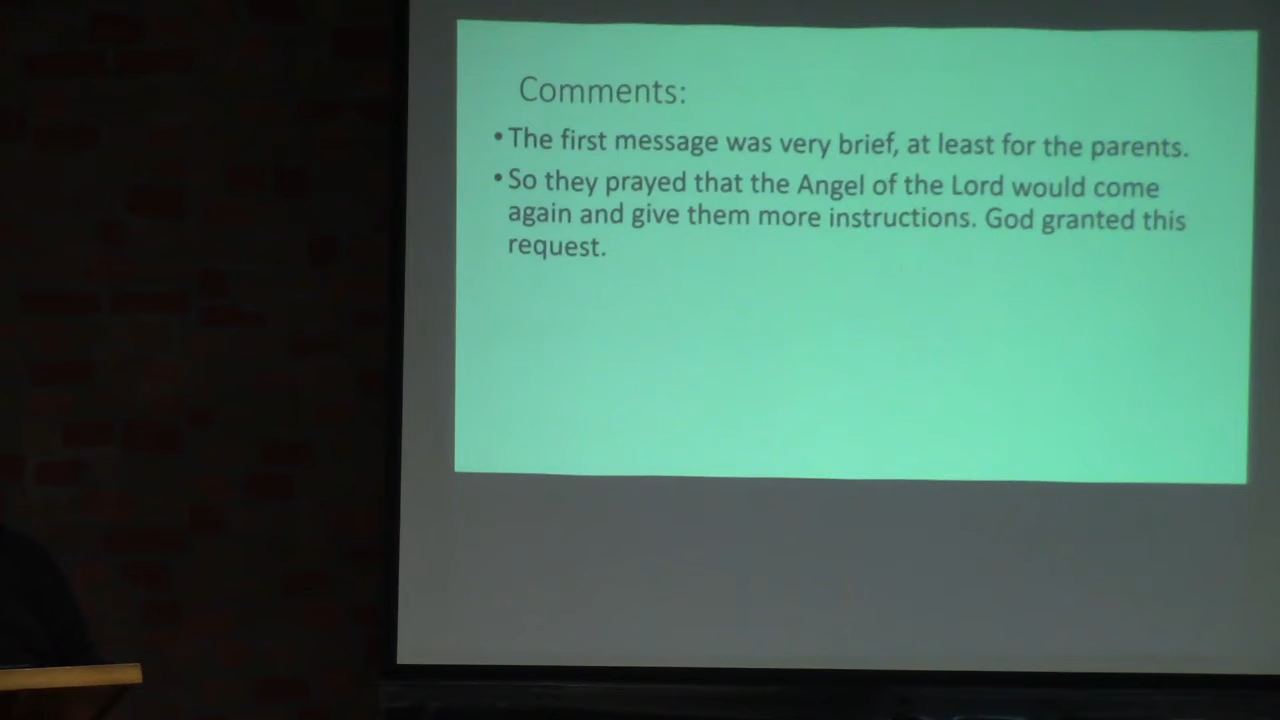 Comments:
• The first message was very brief, at least for the parents.
• So they prayed that the Angel of the Lord would come
again and give them more instructions. God granted this
request.